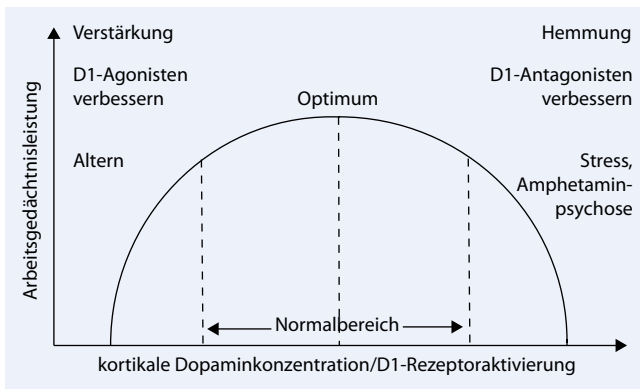 Verstärkung
Hemmung
D1-Agonisten
verbessern
D1-Antagonisten
verbessern
Optimum
Altern
Stress,
Amphetamin-
psychose
Arbeitsgedächtnisleistung
Normalbereich
kortikale Dopaminkonzentration/D1-Rezeptoraktivierung